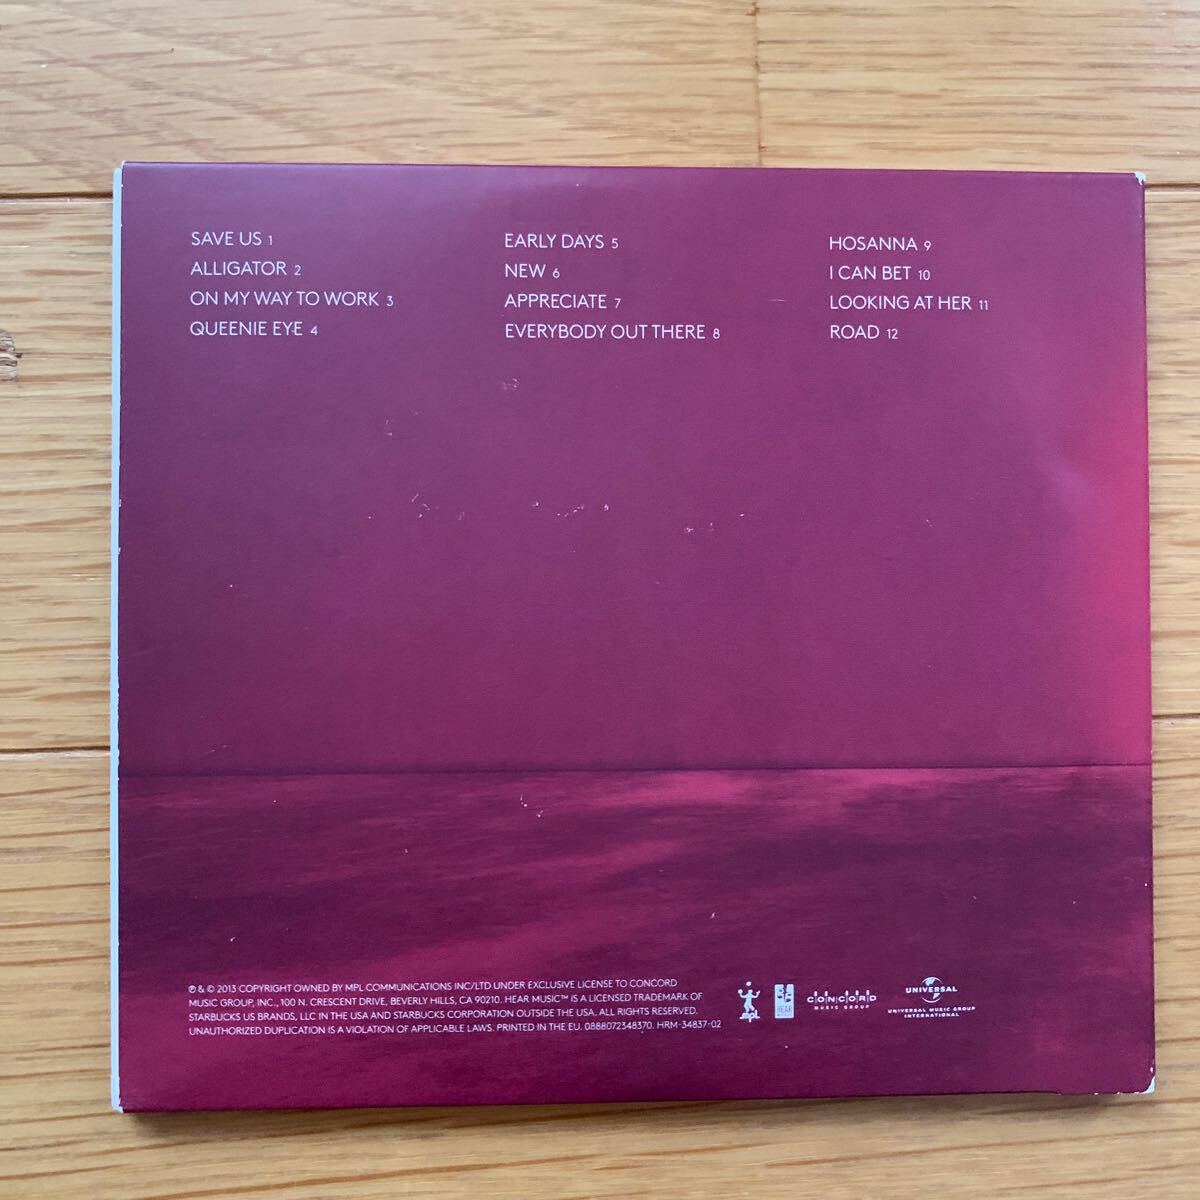 SAVE US 1
ALLIGATOR 2
ON MY WAY TO WORK 3
QUEENIE EYE 4
EARLY DAYS 5
NEW 6
APPRECIATE 7
EVERYBODY OUT THERE 8
HOSANNA 9
I CAN BET 10
LOOKING AT HER 11
ROAD 12
℗ & © 2013 COPYRIGHT OWNED BY MPL COMMUNICATIONS INC/LTD UNDER EXCLUSIVE LICENSE TO CONCORD
MUSIC GROUP, INC., 100 N. CRESCENT DRIVE, BEVERLY HILLS, CA 90210. HEAR MUSIC™ IS A LICENSED TRADEMARK OF
STARBUCKS US BRANDS, LLC IN THE USA AND STARBUCKS CORPORATION OUTSIDE THE USA. ALL RIGHTS RESERVED.
UNAUTHORIZED DUPLICATION IS A VIOLATION OF APPLICABLE LAWS. PRINTED IN THE EU. 0888072348370. HRM-34837-02
MPL
HEAR
CONCORD
MUSIC GROUP
UNIVERSAL
UNIVERSAL MUSIC GROUP
INTERNATIONAL